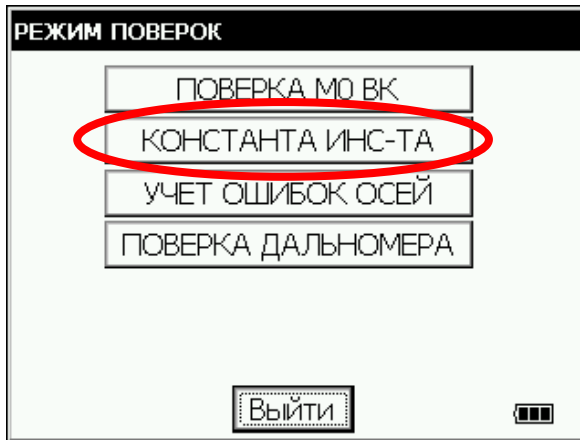 РЕЖИМ ПОВЕРОК
ПОВЕРКА М0 ВК
КОНСТАНТА ИНС-ТА
УЧЕТ ОШИБОК ОСЕЙ
ПОВЕРКА ДАЛЬНОМЕРА
Выйти